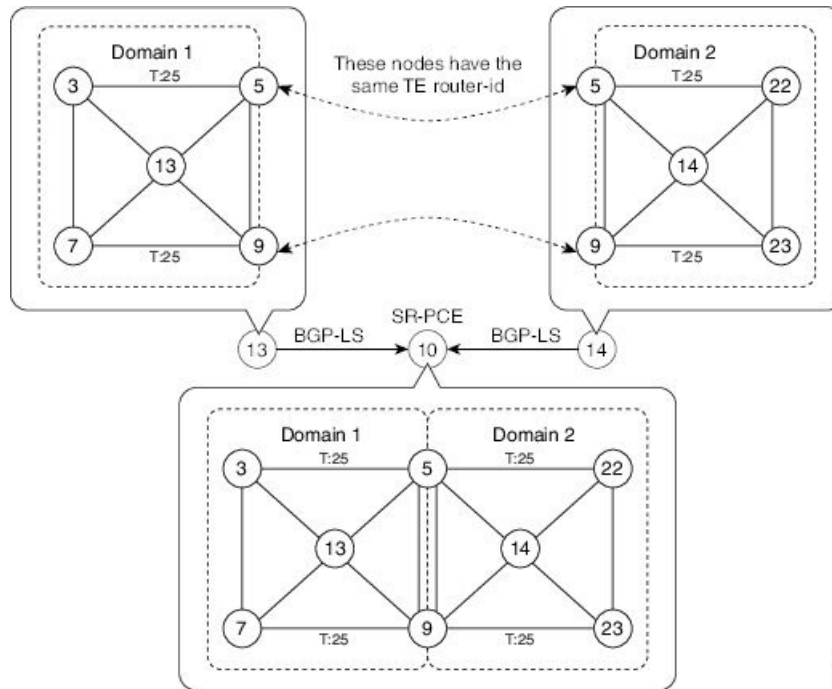 Domain 1
T:25
3
5
13
7
9
T:25
These nodes have the
same TE router-id
Domain 2
T:25
5
22
14
9
23
T:25
SR-PCE
13
BGP-LS
10
BGP-LS
14
Domain 1
Domain 2
T:25
T:25
3
5
22
13
14
7
9
23
T:25
T:25